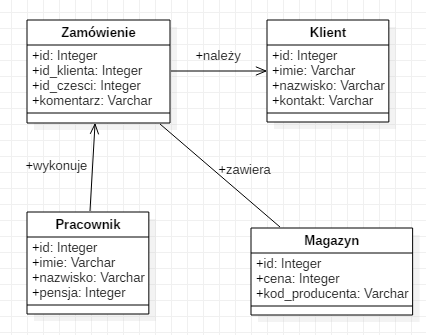 Zamówienie
+id: Integer
+id_klienta: Integer
+id_czesci: Integer
+komentarz: Varchar
+należy
Klient
+id: Integer
+imie: Varchar
+nazwisko: Varchar
+kontakt: Varchar
+wykonuje
+zawiera
Pracownik
+id: Integer
+imie: Varchar
+nazwisko: Varchar
+pensja: Integer
Magazyn
+id: Integer
+cena: Integer
+kod_producenta: Varchar